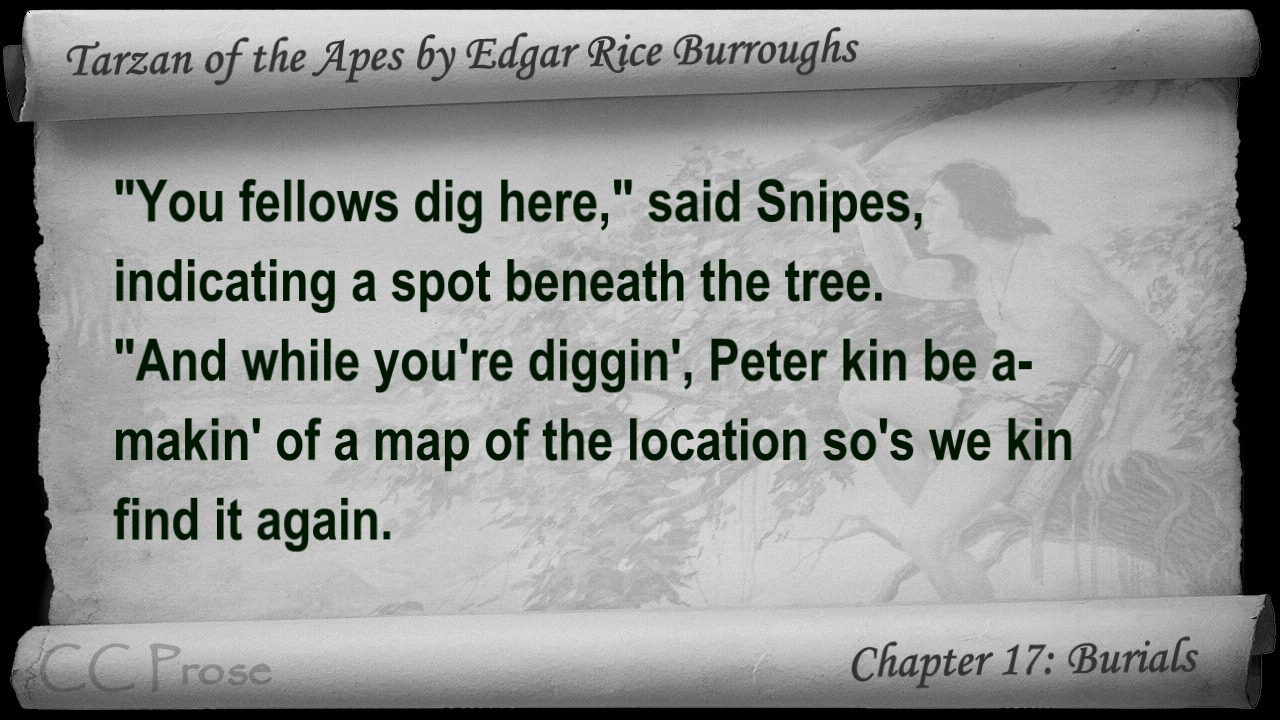 Tarzan of the Apes by Edgar Rice Burroughs
"You fellows dig here," said Snipes,
indicating a spot beneath the tree.
"And while you're diggin', Peter kin be a-
makin' of a map of the location so's we kin
find it again.
CC Prose
Chapter 17: Burials